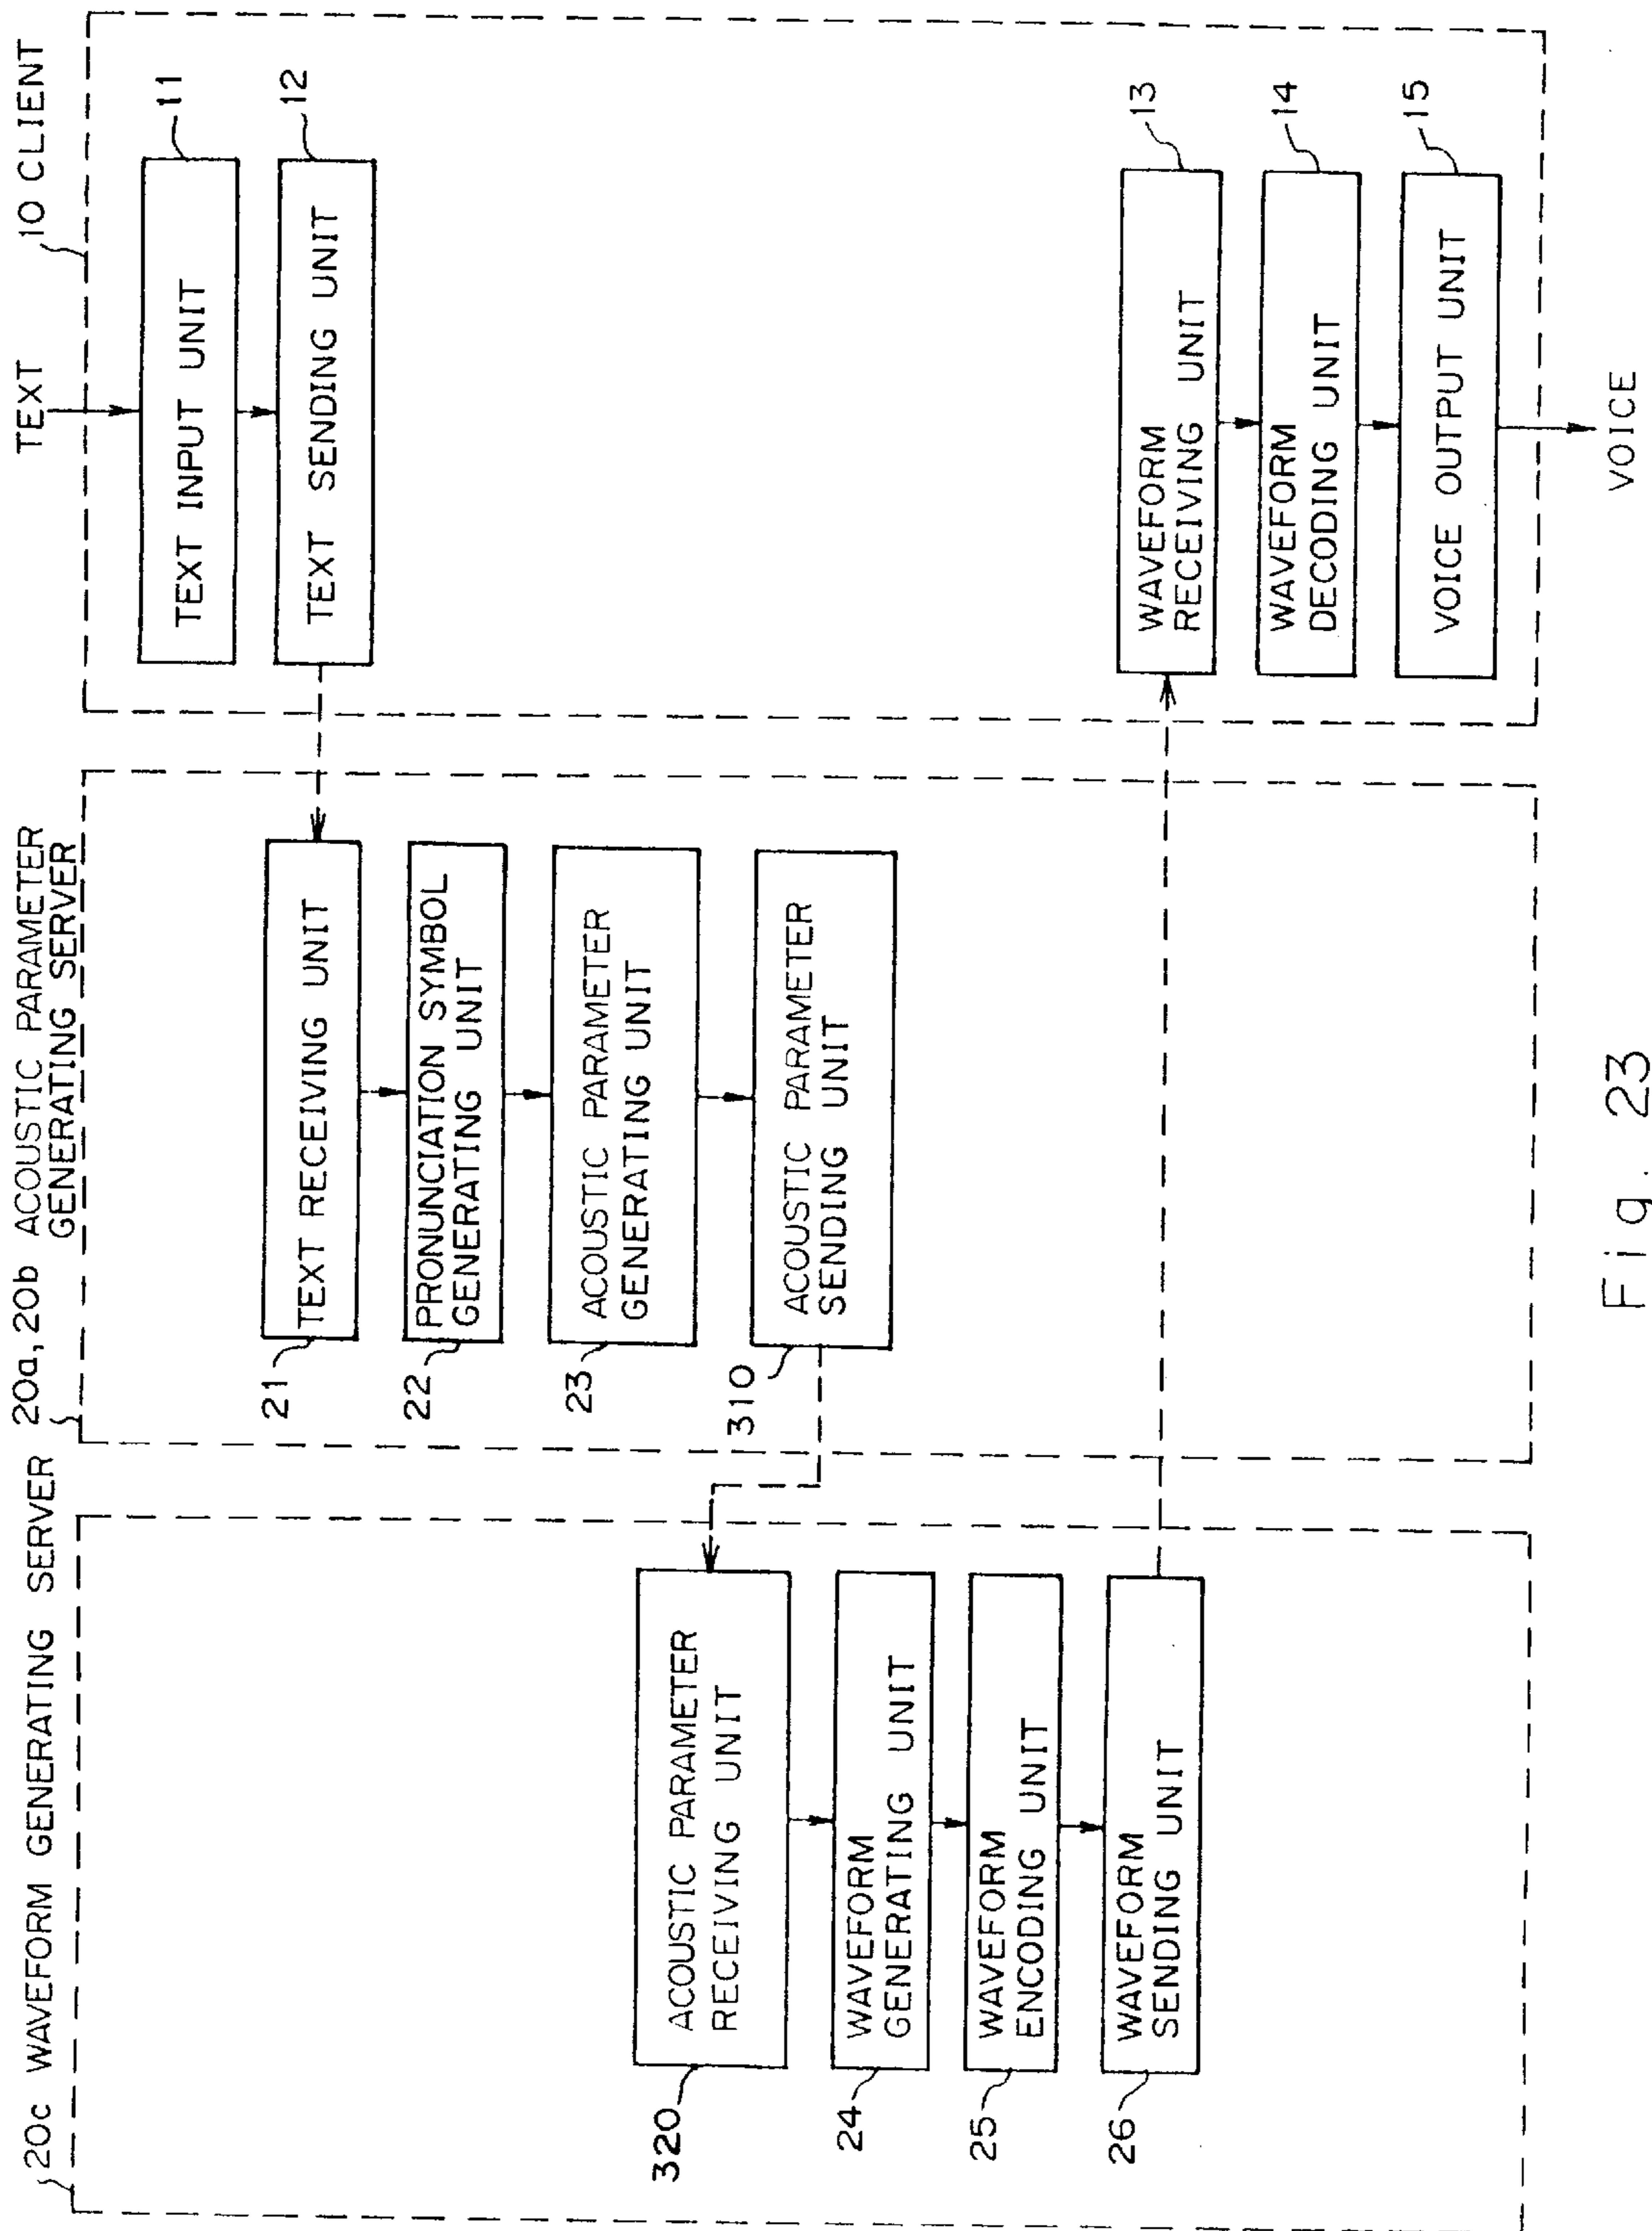 20c WAVEFORM GENERATING SERVER
320
ACOUSTIC PARAMETER
RECEIVING UNIT
24
WAVEFORM
GENERATING UNIT
25
WAVEFORM
ENCODING UNIT
26
WAVEFORM
SENDING UNIT
20a, 20b ACOUSTIC PARAMETER
GENERATING SERVER
21
TEXT RECEIVING UNIT
22
PRONUNCIATION SYMBOL
GENERATING UNIT
23
ACOUSTIC PARAMETER
GENERATING UNIT
310
ACOUSTIC PARAMETER
SENDING UNIT
10 CLIENT
TEXT
TEXT INPUT UNIT
11
TEXT SENDING UNIT
12
WAVEFORM
RECEIVING UNIT
13
WAVEFORM
DECODING UNIT
14
VOICE OUTPUT UNIT
15
VOICE
Fig. 23